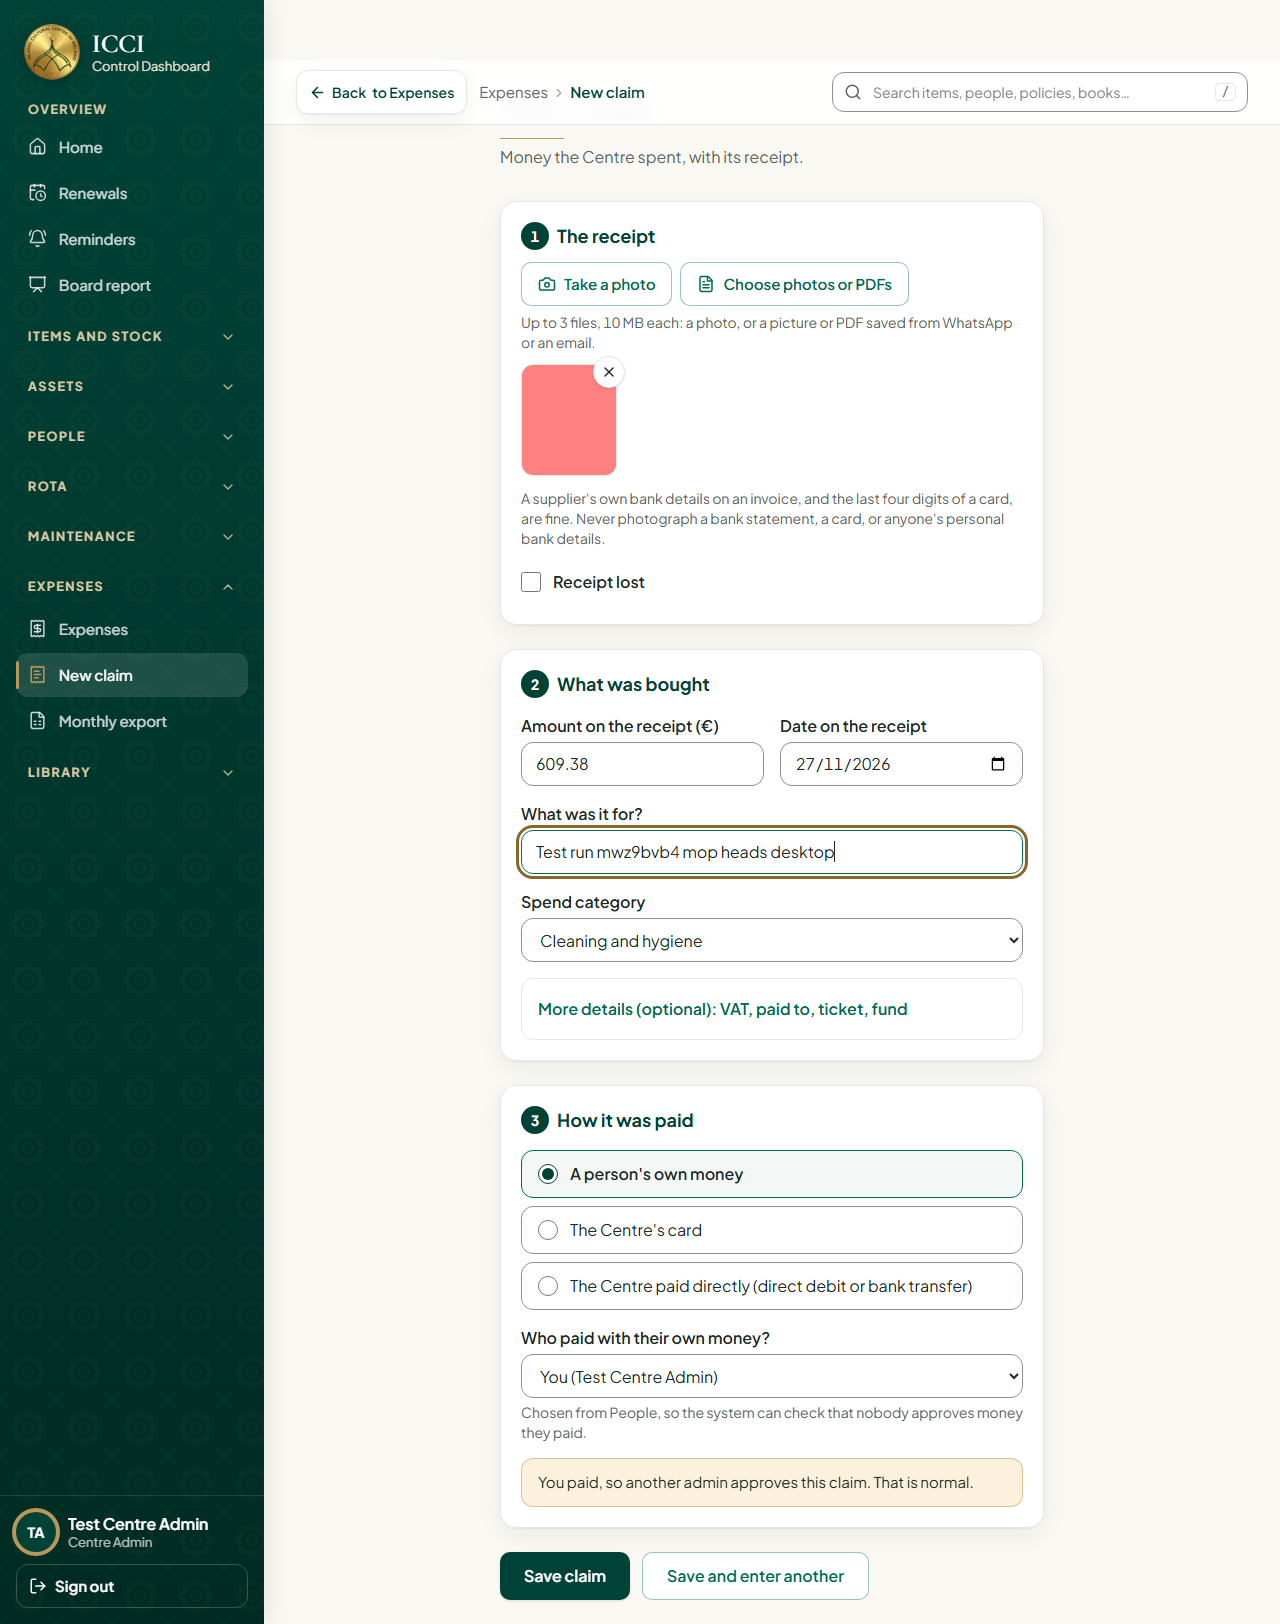 ICCI
Control Dashboard
OVERVIEW
Home
Renewals
Reminders
Board report
ITEMS AND STOCK
ASSETS
PEOPLE
ROTA
MAINTENANCE
EXPENSES
Expenses
New claim
Monthly export
LIBRARY
TA
Test Centre Admin
Centre Admin
Sign out
Back to Expenses
Expenses > New claim
Search items, people, policies, books...
/
Money the Centre spent, with its receipt.
1 The receipt
Take a photo
Choose photos or PDFs
Up to 3 files, 10 MB each: a photo, or a picture or PDF saved from WhatsApp
or an email.
A supplier's own bank details on an invoice, and the last four digits of a card,
are fine. Never photograph a bank statement, a card, or anyone's personal
bank details.
Receipt lost
2 What was bought
Amount on the receipt (€)
Date on the receipt
609.38
27/11/2026
What was it for?
Test run mwz9bvb4 mop heads desktop
Spend category
Cleaning and hygiene
More details (optional): VAT, paid to, ticket, fund
3 How it was paid
A person's own money
The Centre's card
The Centre paid directly (direct debit or bank transfer)
Who paid with their own money?
You (Test Centre Admin)
Chosen from People, so the system can check that nobody approves money
they paid.
You paid, so another admin approves this claim. That is normal.
Save claim
Save and enter another